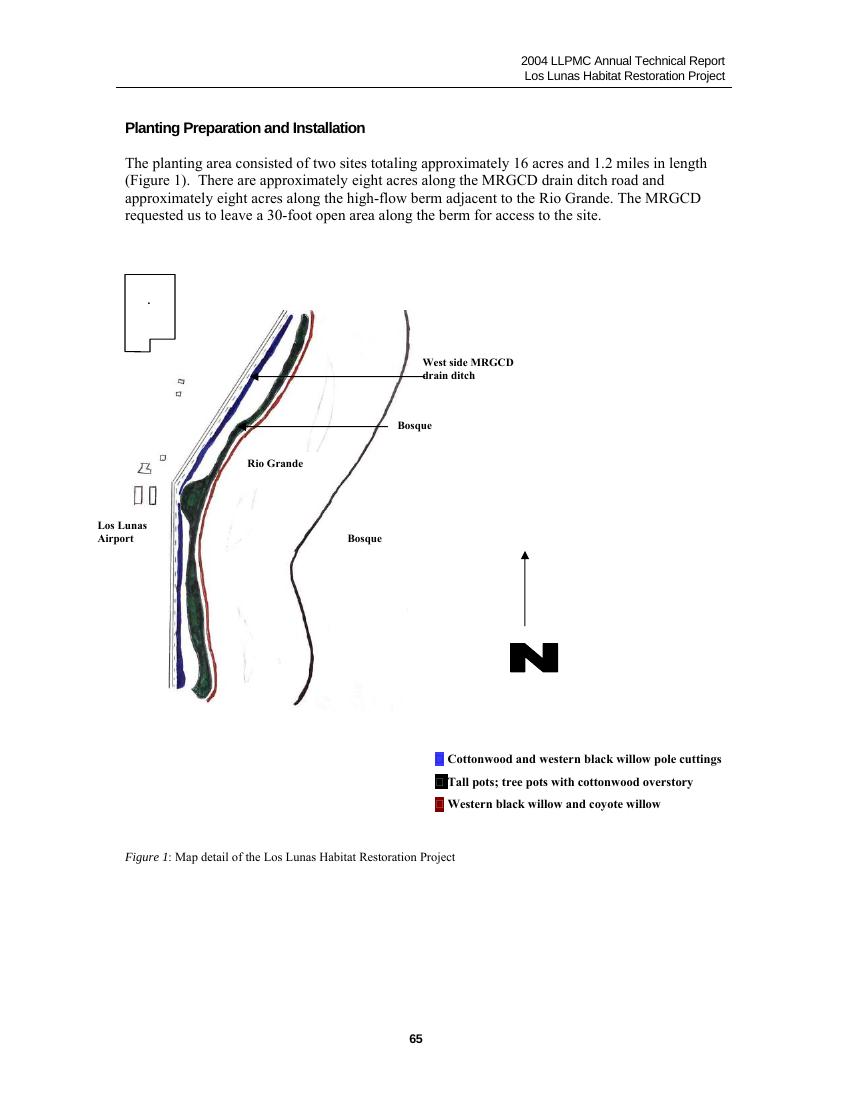 2004 LLPMC Annual Technical Report
Los Lunas Habitat Restoration Project
Planting Preparation and Installation
The planting area consisted of two sites totaling approximately 16 acres and 1.2 miles in length
(Figure 1).  There are approximately eight acres along the MRGCD drain ditch road and
approximately eight acres along the high-flow berm adjacent to the Rio Grande. The MRGCD
requested us to leave a 30-foot open area along the berm for access to the site.
West side MRGCD
drain ditch
Bosque
Rio Grande
Los Lunas
Airport
Bosque
N
Cottonwood and western black willow pole cuttings
Tall pots; tree pots with cottonwood overstory
Western black willow and coyote willow
Figure 1: Map detail of the Los Lunas Habitat Restoration Project
65